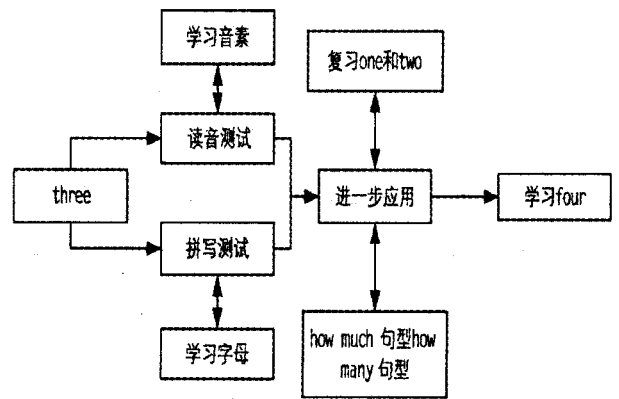 学习音素
复习one和two
读音测试
three
进一步应用
学习four
拼写测试
how much 句型how
many 句型
学习字母